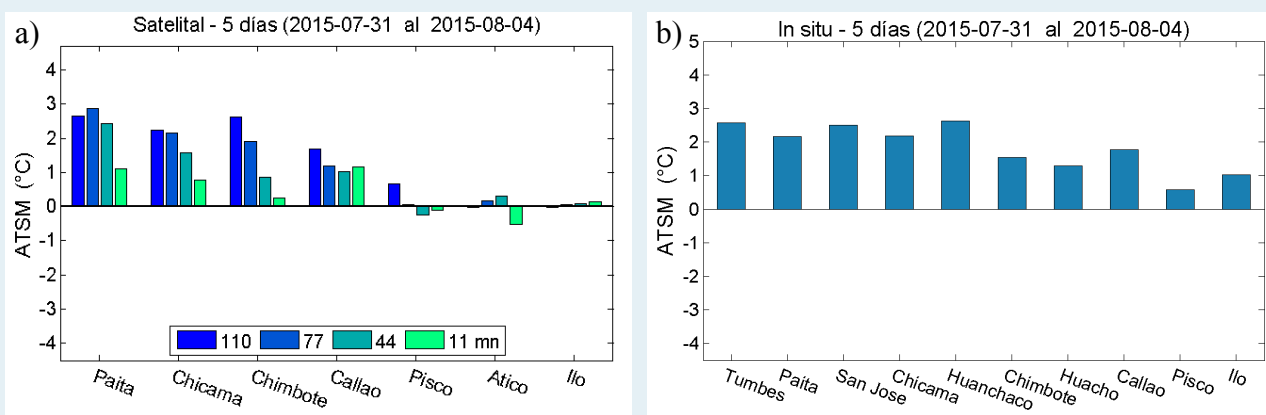 a)
Satelital - 5 días (2015-07-31 al 2015-08-04)
ATSM (°C)
4
3
2
1
0
-1
-2
-3
-4
110 77 44 11 mn
Paita Chicama Chimbote Callao Pisco Atico Ilo
b)
In situ - 5 días (2015-07-31 al 2015-08-04)
ATSM (°C)
5
4
3
2
1
0
-1
-2
-3
-4
Tumbes Paita San Jose Chicama Huanchaco Chimbote Huacho Callao Pisco Ilo